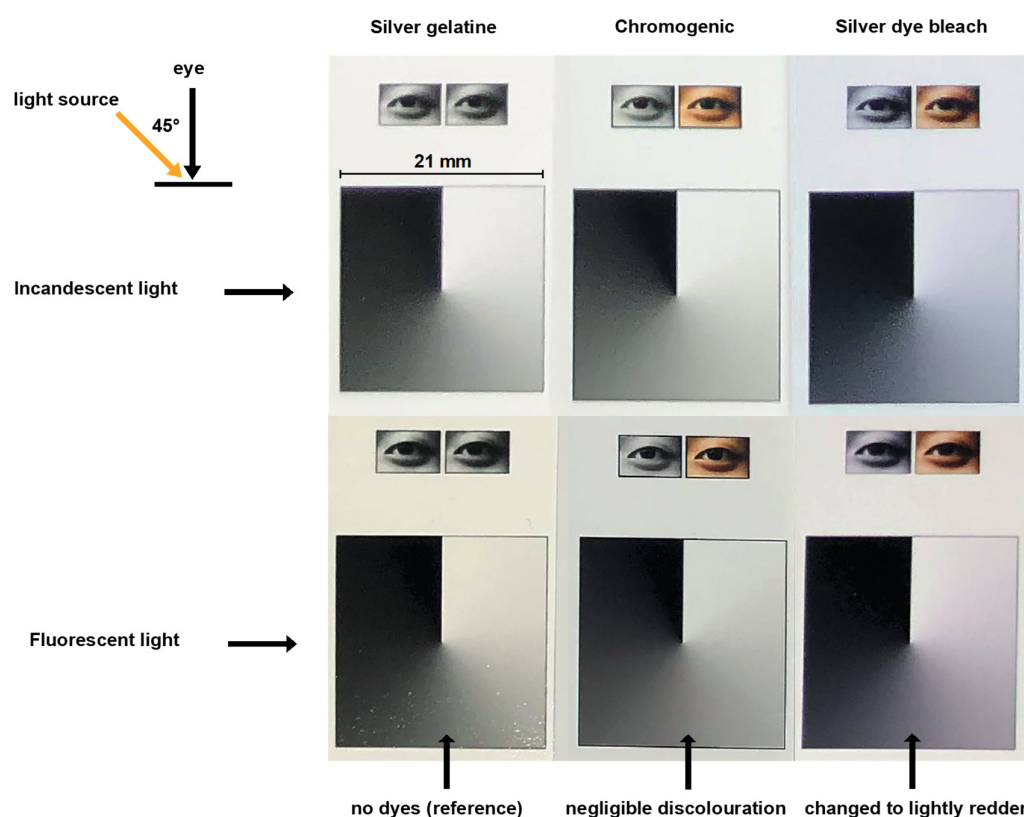 Silver gelatine
Chromogenic
Silver dye bleach
eye
light source
45°
21 mm
Incandescent light
Fluorescent light
no dyes (reference)
negligible discolouration
changed to lightly redder